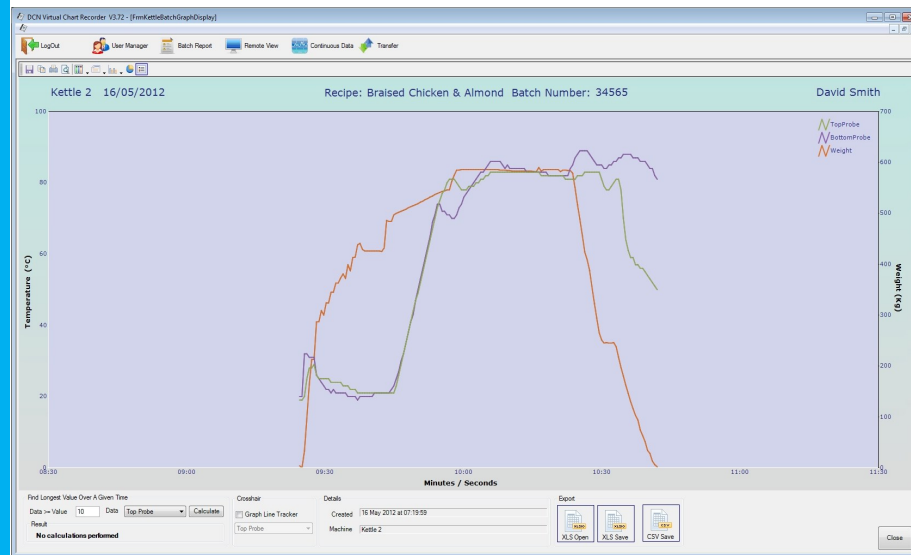 DCN Virtual Chart Recorder V3.72 - [FrmKettleBatchGraphDisplay]
LogOut User Manager Batch Report Remote View Continuous Data Transfer
Kettle 2 16/05/2012 Recipe: Braised Chicken & Almond Batch Number: 34565 David Smith
TopProbe
BottomProbe
Weight
100
80
60
40
20
0
Temperature (°C)
700
600
500
400
300
200
100
0
Weight (Kg)
08:30 09:00 09:30 10:00 10:30 11:00 11:30
Minutes / Seconds
Find Longest Value Over A Given Time
Data >= Value 10 Data Top Probe Calculate
Result
No calculations performed
Crosshair
Graph Line Tracker
Top Probe
Details
Created 16 May 2012 at 07:19:59
Machine Kettle 2
Export
XLSX XLSX CSV
XLS Open XLS Save CSV Save
Close